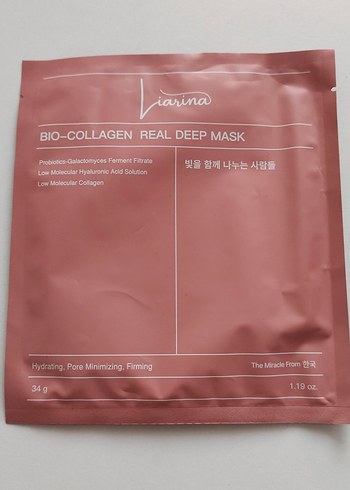 Liarina
BIO-COLLAGEN REAL DEEP MASK
Probiotics-Galactomyces Ferment Filtrate
Low Molecular Hyaluronic Acid Solution
Low Molecular Collagen
빛을 함께 나누는 사람들
Hydrating, Pore Minimizing, Firming
The Miracle From 한국
34 g
1.19 oz.